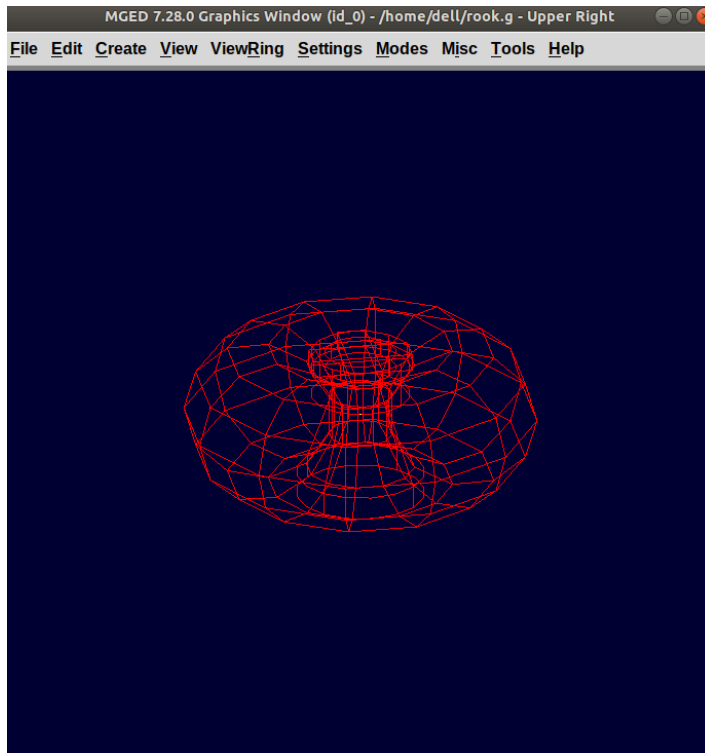 MGED 7.28.0 Graphics Window (id_0) - /home/dell/rook.g - Upper Right
File Edit Create View ViewRing Settings Modes Misc Tools Help